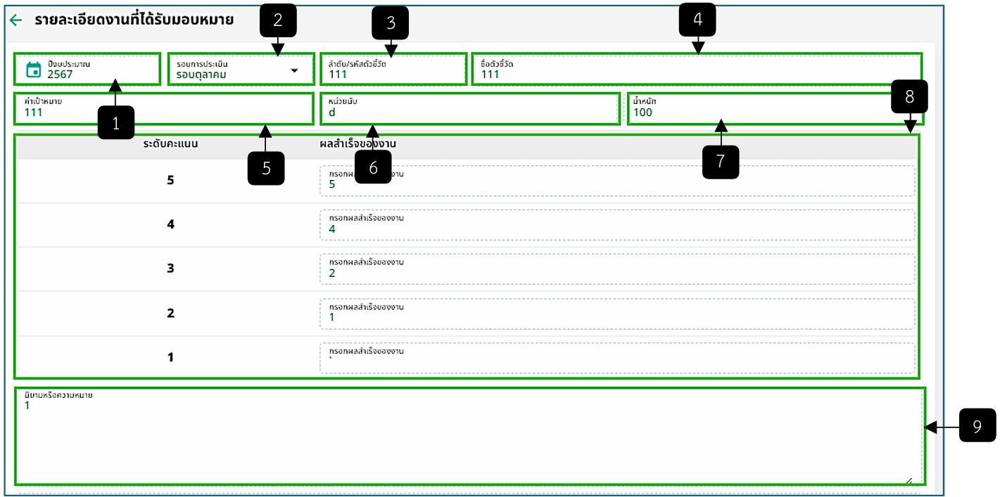 รายละเอียดงานที่ได้รับมอบหมาย
2
3
4
ปีงบประมาณ
2567
รอบการประเมิน
รอบตุลาคม
ลำดับ/รหัสตัวชี้วัด
111
ชื่อตัวชี้วัด
111
8
ค่าเป้าหมาย
111
1
หน่วยนับ
d
น้ำหนัก
100
ระดับคะแนน
ผลสำเร็จของงาน
5
6
7
5
กรอกผล งาน
5
4
กรอกผลสำเร็จของงาน
4
3
กรอกผลสำเร็จของงาน
2
2
กรอกผลสำเร็จของงาน
1
1
กรอกผลสำเร็จของงาน
นิยามหรือความหมาย
1
9